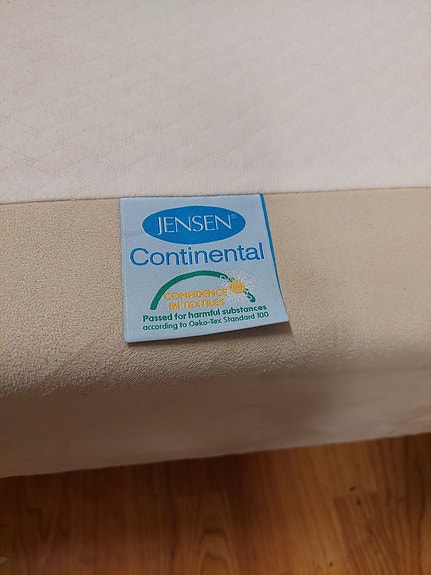 JENSEN®
Continental
CONFIDENCE
IN TEXTILES
Passed for harmful substances
according to Oeko-Tex Standard 100